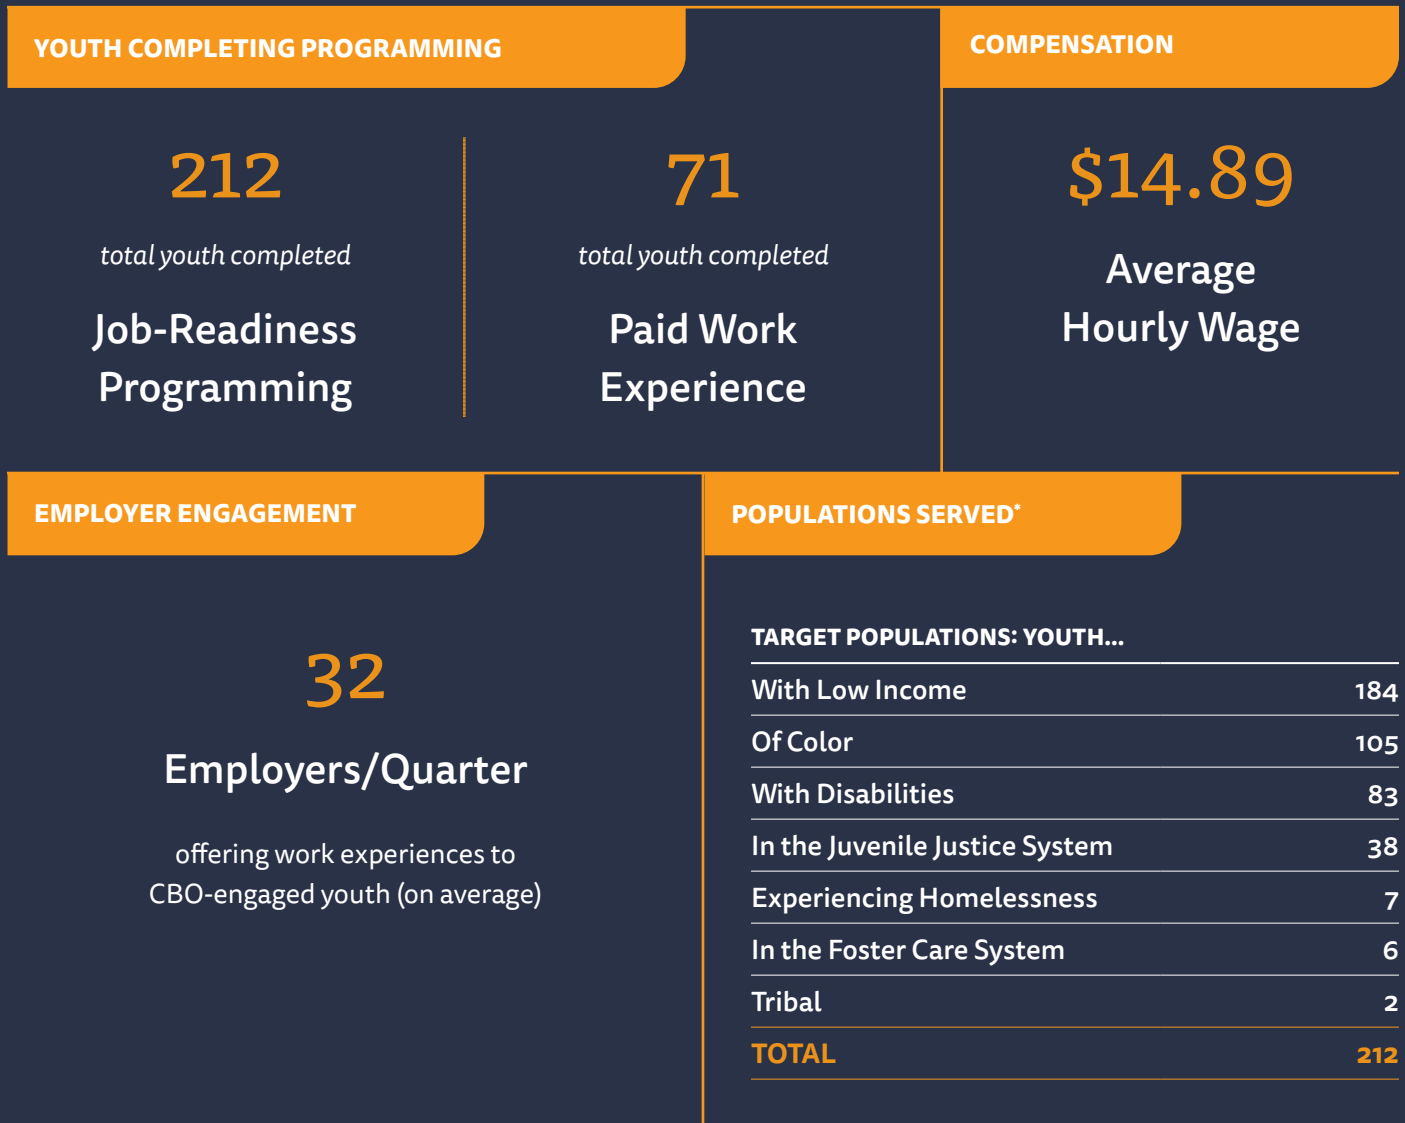 YOUTH COMPLETING PROGRAMMING
212
total youth completed
Job-Readiness
Programming
71
total youth completed
Paid Work
Experience
COMPENSATION
$14.89
Average
Hourly Wage
EMPLOYER ENGAGEMENT
32
Employers/Quarter
offering work experiences to
CBO-engaged youth (on average)
POPULATIONS SERVED*
TARGET POPULATIONS: YOUTH...
With Low Income 184
Of Color 105
With Disabilities 83
In the Juvenile Justice System 38
Experiencing Homelessness 7
In the Foster Care System 6
Tribal 2
TOTAL 212